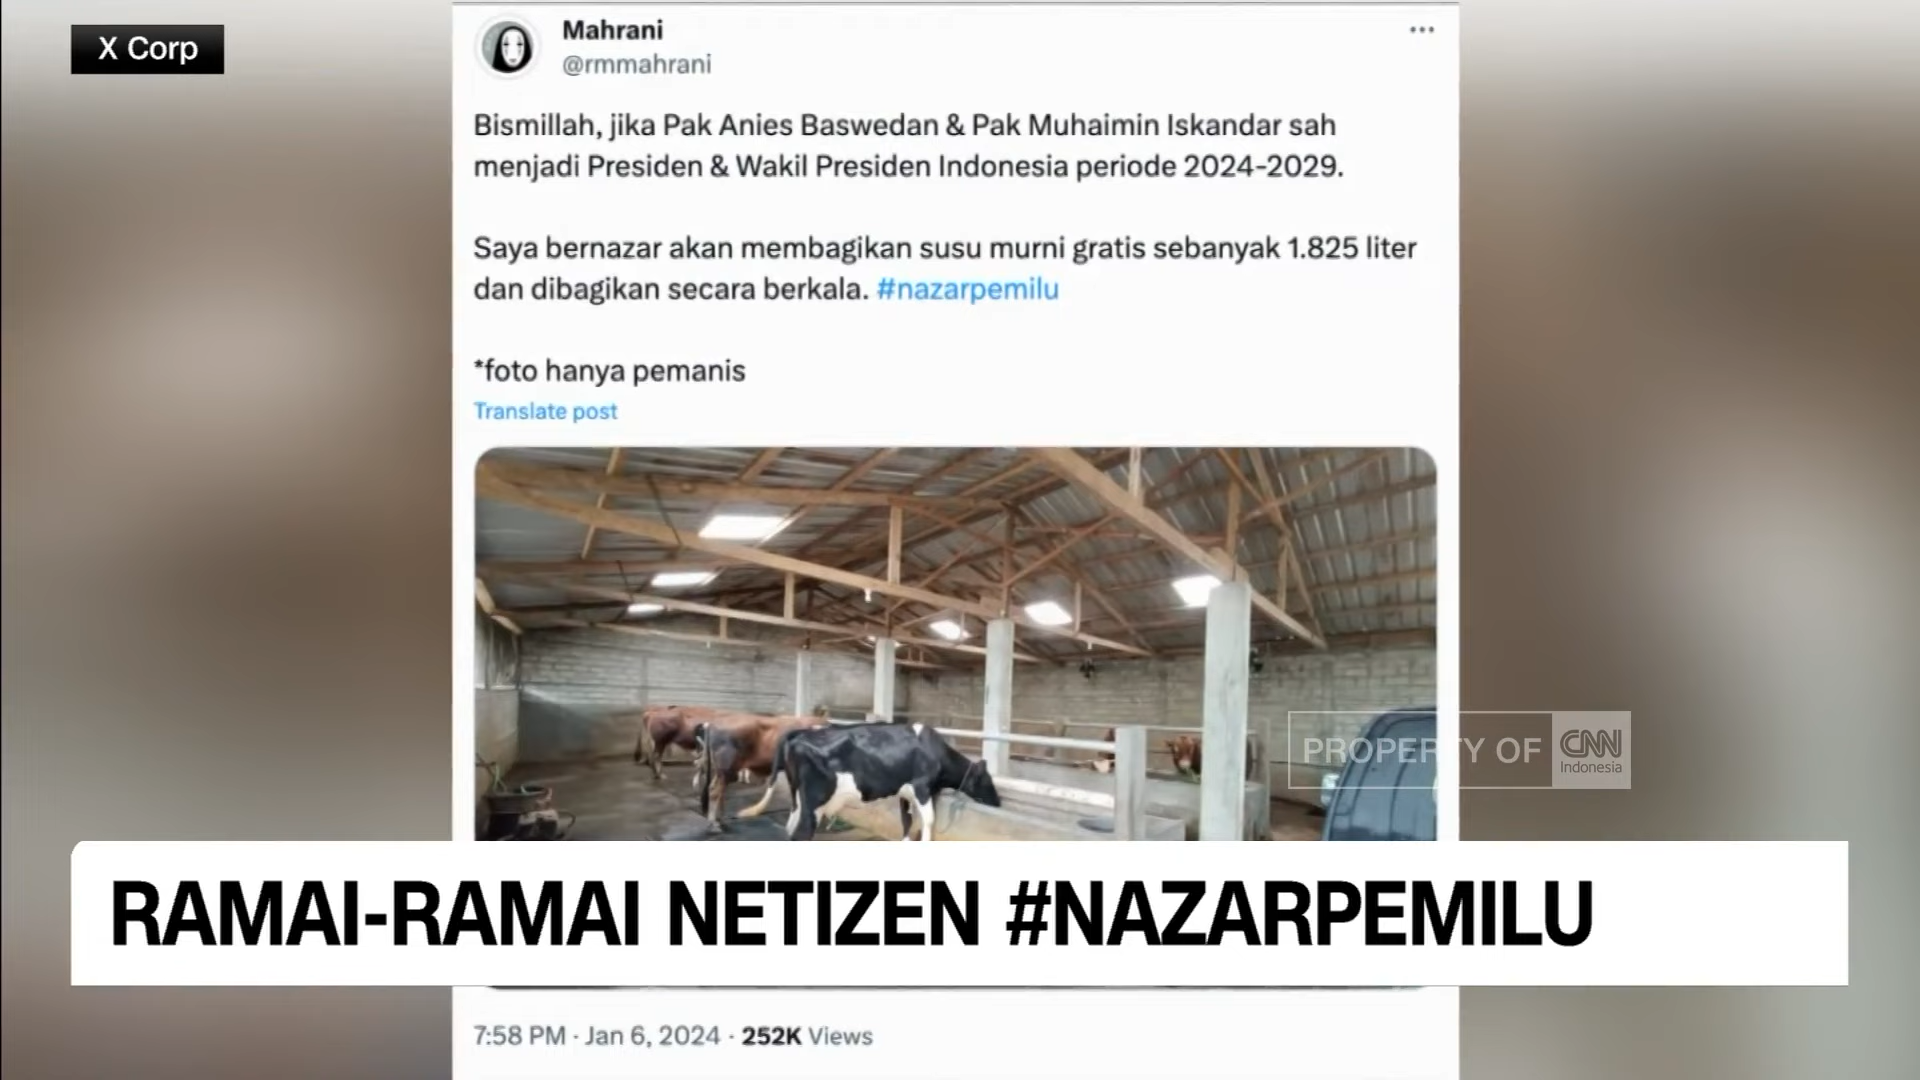 X Corp
Mahrani
@rmmahrani
Bismillah, jika Pak Anies Baswedan & Pak Muhaimin Iskandar sah
menjadi Presiden & Wakil Presiden Indonesia periode 2024-2029.
Saya bernazar akan membagikan susu murni gratis sebanyak 1.825 liter
dan dibagikan secara berkala. #nazarpemilu
*foto hanya pemanis
Translate post
PROPERTY OF CNN
Indonesia
RAMAI-RAMAI NETIZEN #NAZARPEMILU
7:58 PM · Jan 6, 2024 · 252K Views